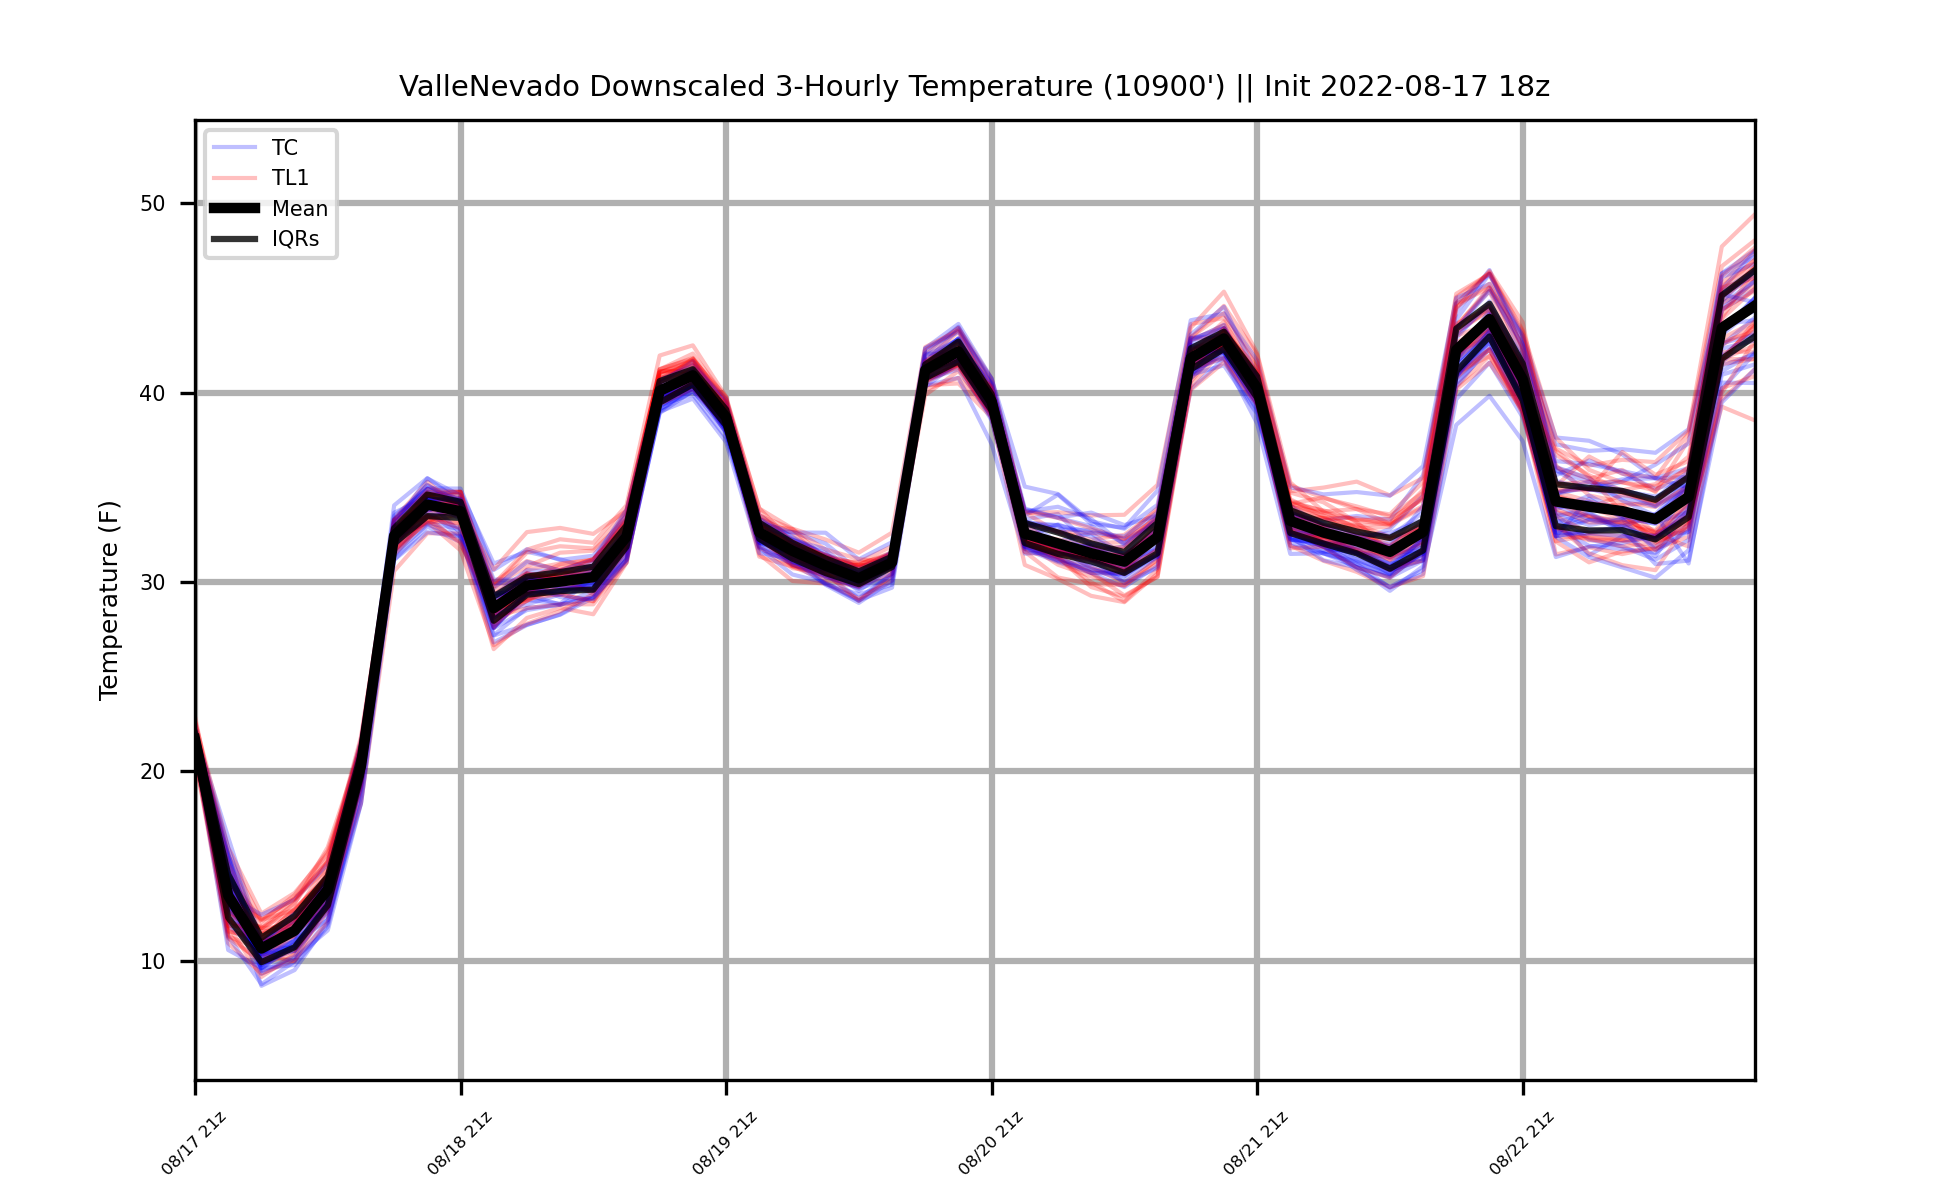 ValleNevado Downscaled 3-Hourly Temperature (10900') || Init 2022-08-17 18z
TC
TL1
Mean
IQRs
Temperature (F)
50
40
30
20
10
08/17 21z
08/18 21z
08/19 21z
08/20 21z
08/21 21z
08/22 21z